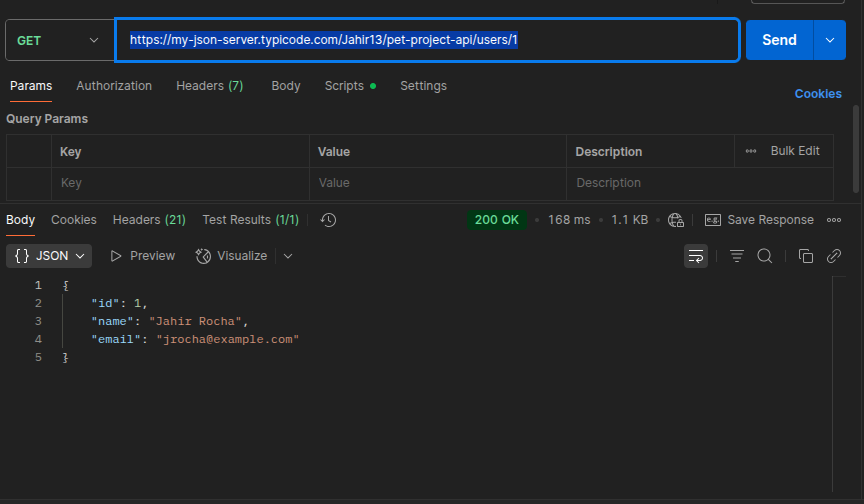 GET https://my-json-server.typicode.com/Jahir13/pet-project-api/users/1 Send
Params Authorization Headers (7) Body Scripts Settings
Cookies
Query Params
Key Value Description Bulk Edit
Key Value Description
Body Cookies Headers (21) Test Results (1/1) 200 OK 168 ms 1.1 KB e.g. Save Response
{} JSON Preview Visualize
1 {
2 "id": 1,
3 "name": "Jahir Rocha",
4 "email": "jrocha@example.com"
5 }